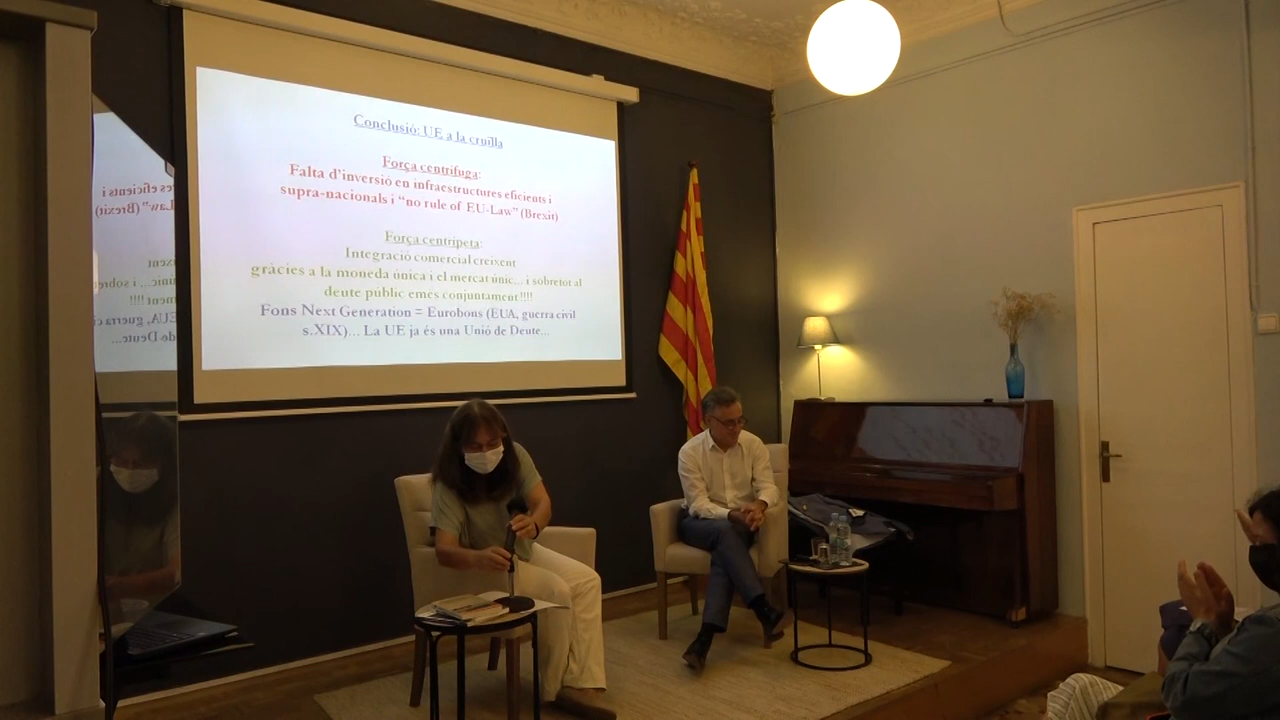 Conclusió: UE a la cruïlla
Força centrífuga:
Falta d'inversió en infraestructures eficients i
supra-nacionals i "no rule of EU-Law" (Brexit)
Força centrípeta:
Integració comercial creixent
gràcies a la moneda única i el mercat únic... i sobretot al
deute públic emès conjuntament!!!!
Fons Next Generation = Eurobons (EUA, guerra civil
s.XIX)... La UE ja és una Unió de Deute...